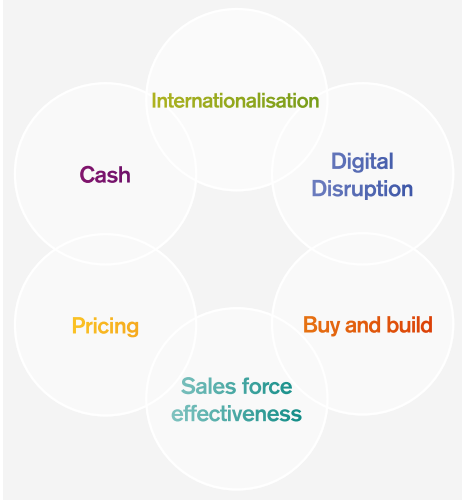 Internationalisation
Digital
Disruption
Cash
Pricing
Buy and build
Sales force
effectiveness